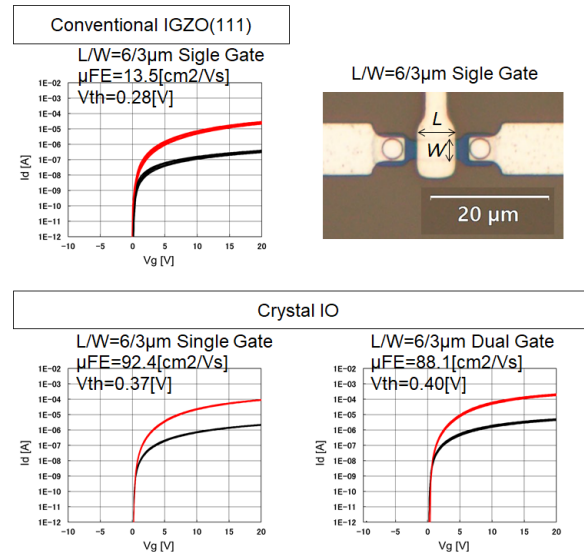 Conventional IGZO(111)
L/W=6/3μm Sigle Gate
μFE=13.5[cm2/Vs]
Vth=0.28[V]
1E-02
1E-03
1E-04
1E-05
1E-06
1E-07
1E-08
1E-09
1E-10
1E-11
1E-12
Id [A]
-10 -5 0 5 10 15 20
Vg [V]
L/W=6/3μm Sigle Gate
L
W
20 μm
Crystal IO
L/W=6/3μm Single Gate
μFE=92.4[cm2/Vs]
Vth=0.37[V]
1E-02
1E-03
1E-04
1E-05
1E-06
1E-07
1E-08
1E-09
1E-10
1E-11
1E-12
Id [A]
-10 -5 0 5 10 15 20
Vg [V]
L/W=6/3μm Dual Gate
μFE=88.1[cm2/Vs]
Vth=0.40[V]
1E-02
1E-03
1E-04
1E-05
1E-06
1E-07
1E-08
1E-09
1E-10
1E-11
1E-12
Id [A]
-10 -5 0 5 10 15 20
Vg [V]